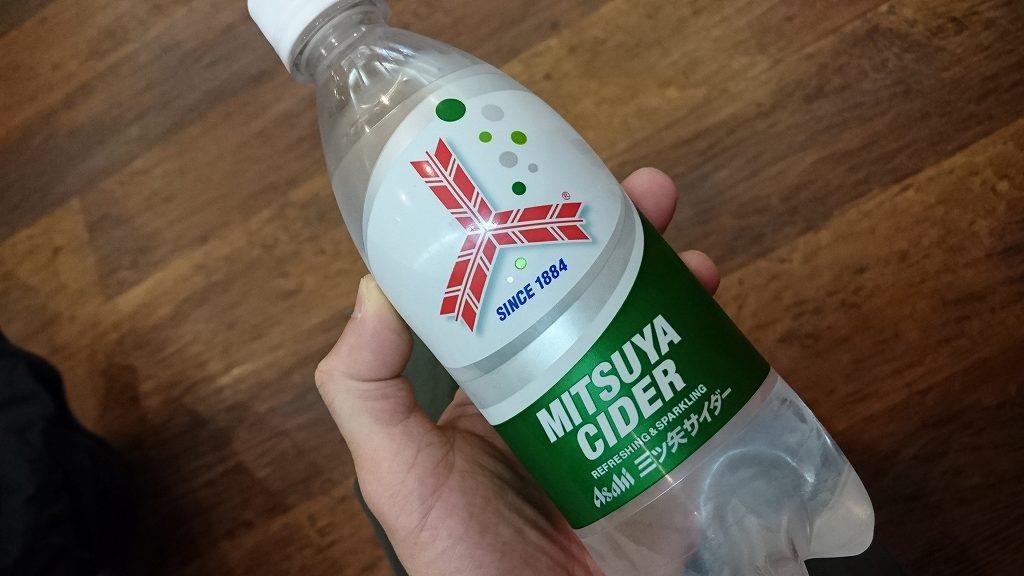 ®
SINCE 1884
MITSUYA
CIDER
REFRESHING & SPARKLING
Asahi 三ツ矢サイダー